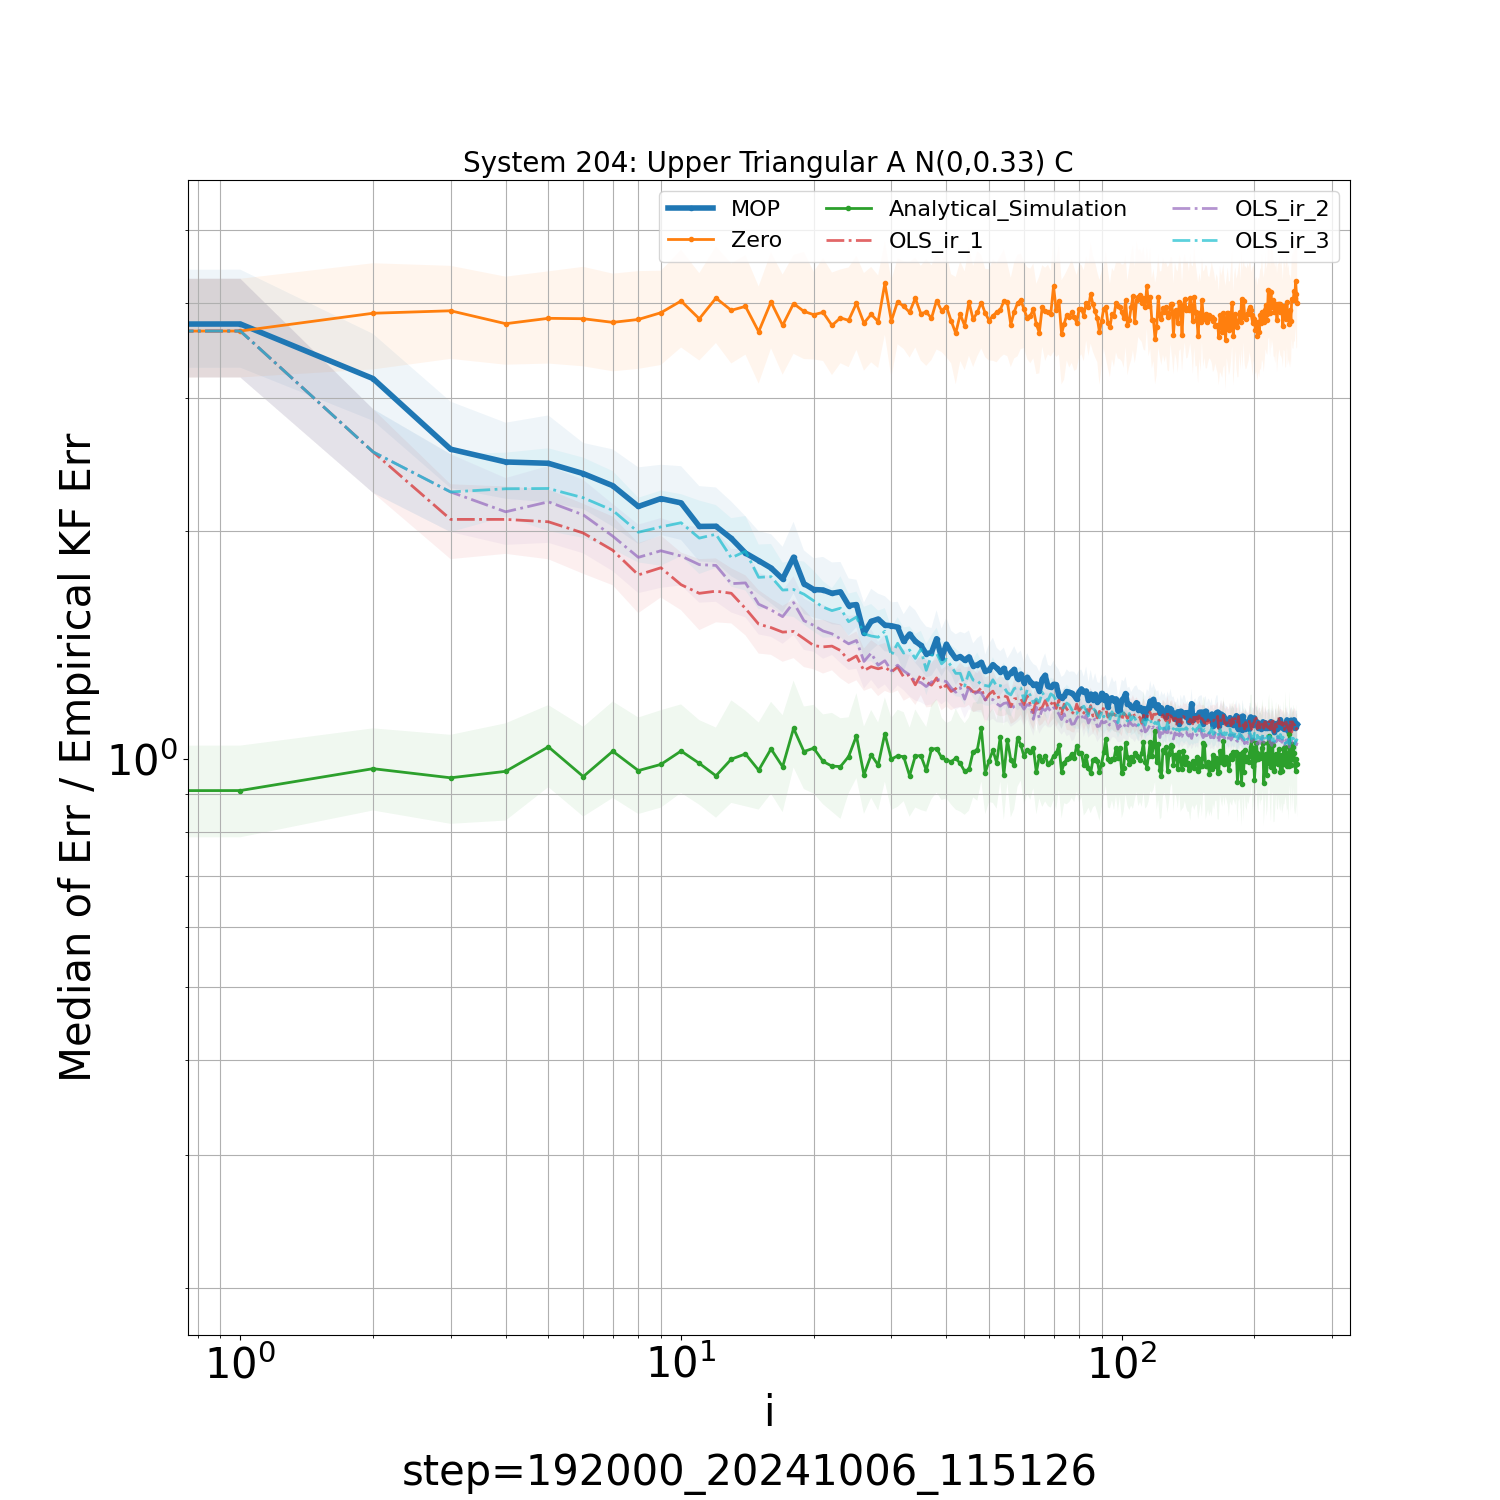 System 204: Upper Triangular A N(0,0.33) C
MOP
Zero
Analytical_Simulation
OLS_ir_1
OLS_ir_2
OLS_ir_3
Median of Err / Empirical KF Err
10⁰
10⁰ 10¹ 10²
i
step=192000_20241006_115126